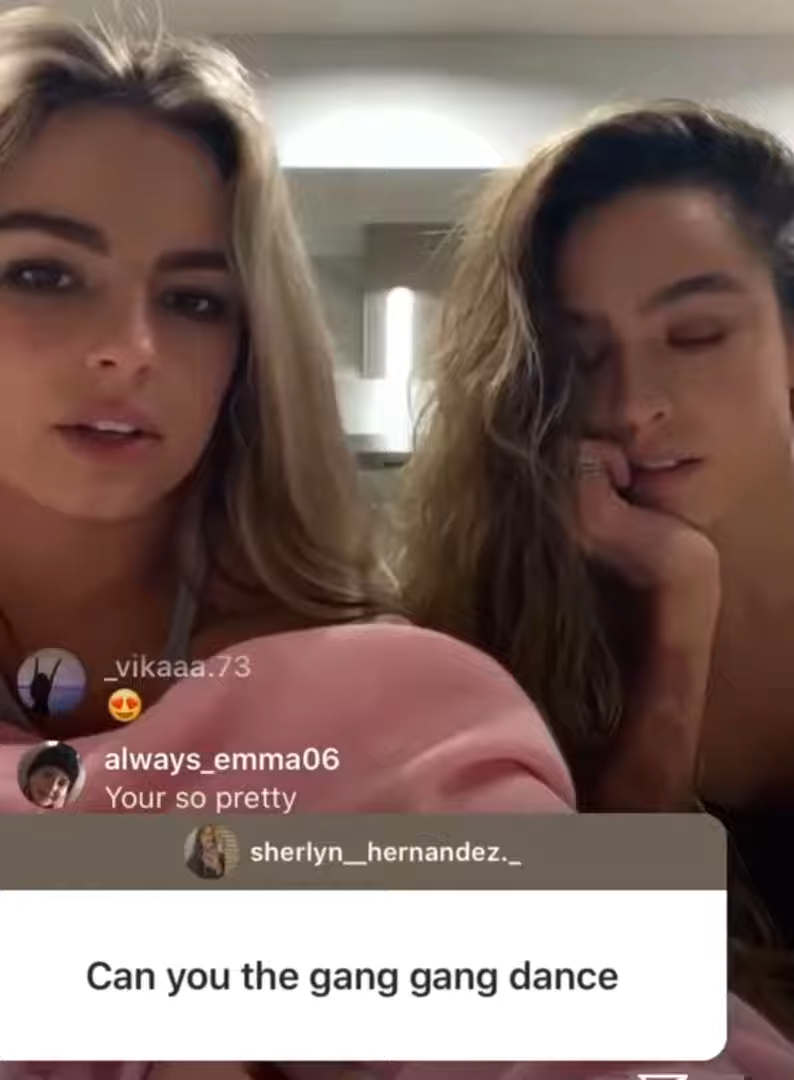 _vikaaa.73
😍
always_emma06
Your so pretty
sherlyn__hernandez._
Can you the gang gang dance